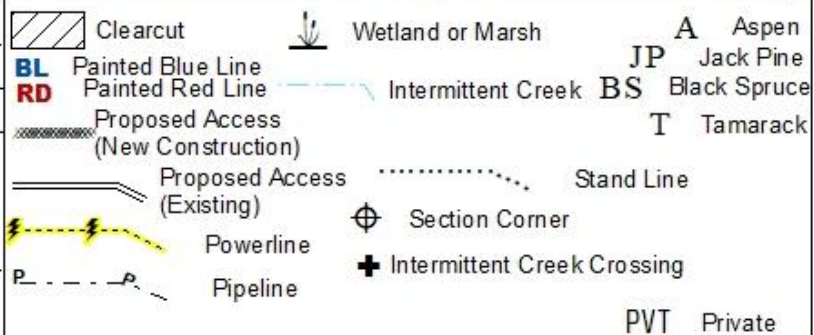 Clearcut
BL Painted Blue Line
RD Painted Red Line
Proposed Access
(New Construction)
Proposed Access
(Existing)
Powerline
P P Pipeline
Wetland or Marsh
Intermittent Creek
Stand Line
Section Corner
Intermittent Creek Crossing
A Aspen
JP Jack Pine
BS Black Spruce
T Tamarack
PVT Private